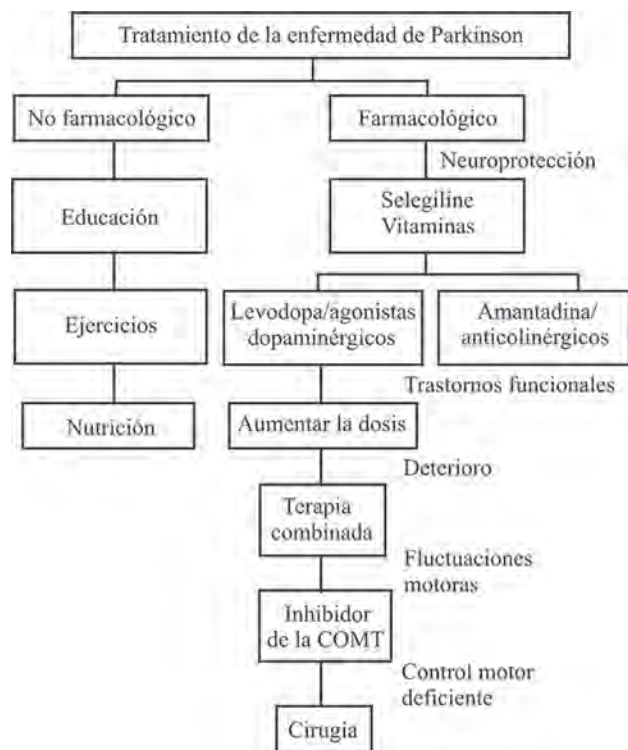 Tratamiento de la enfermedad de Parkinson
No farmacológico
Farmacológico
Neuroprotección
Educación
Selegiline
Vitaminas
Ejercicios
Levodopa/agonistas
dopaminérgicos
Amantadina/
anticolinérgicos
Trastornos funcionales
Nutrición
Aumentar la dosis
Deterioro
Terapia
combinada
Fluctuaciones
motoras
Inhibidor
de la COMT
Control motor
deficiente
Cirugía